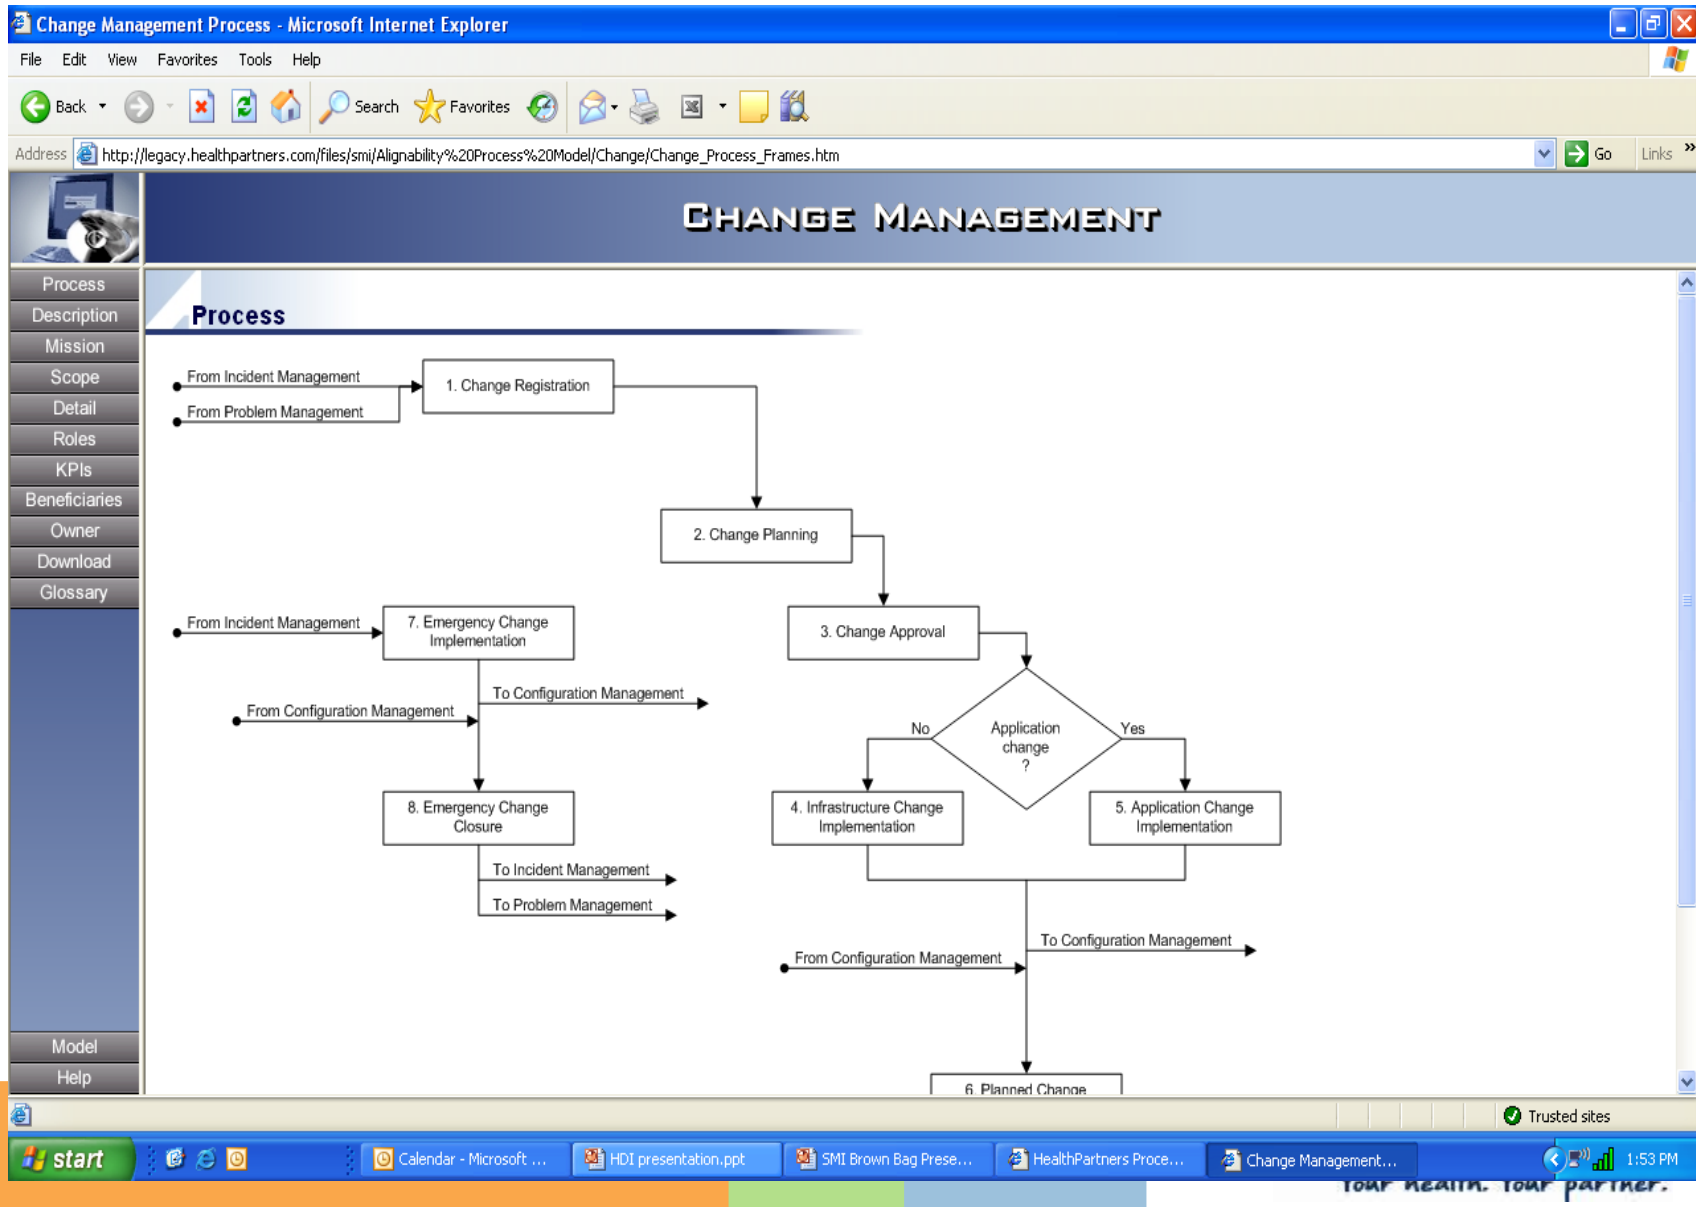 Change Management Process - Microsoft Internet Explorer
File Edit View Favorites Tools Help
Back Search Favorites
Address http://legacy.healthpartners.com/files/smi/Alignability%20Process%20Model/Change/Change_Process_Frames.htm Go Links »
CHANGE MANAGEMENT
Process
Description
Mission
Scope
Detail
Roles
KPIs
Beneficiaries
Owner
Download
Glossary
Model
Help
Process
From Incident Management
From Problem Management
1. Change Registration
2. Change Planning
From Incident Management
7. Emergency Change
Implementation
3. Change Approval
To Configuration Management
From Configuration Management
No
Application
change
?
Yes
8. Emergency Change
Closure
4. Infrastructure Change
Implementation
5. Application Change
Implementation
To Incident Management
To Problem Management
To Configuration Management
From Configuration Management
6. Planned Change
Trusted sites
start Calendar - Microsoft ... HDI presentation.ppt SMI Brown Bag Prese... HealthPartners Proce... Change Management... 1:53 PM
Your health. Your partner.